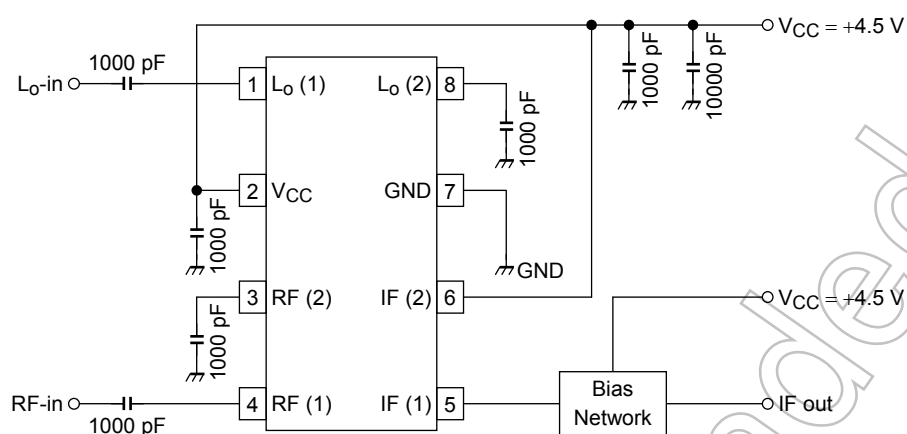 VCC = +4.5 V
1000 pF
10000 pF
1000 pF
Lo-in
1 Lo (1)
Lo (2) 8
1000 pF
2 VCC
GND 7
1000 pF
GND
3 RF (2)
IF (2) 6
VCC = +4.5 V
1000 pF
RF-in
1000 pF
4 RF (1)
IF (1) 5
Bias
Network
IF out
nded